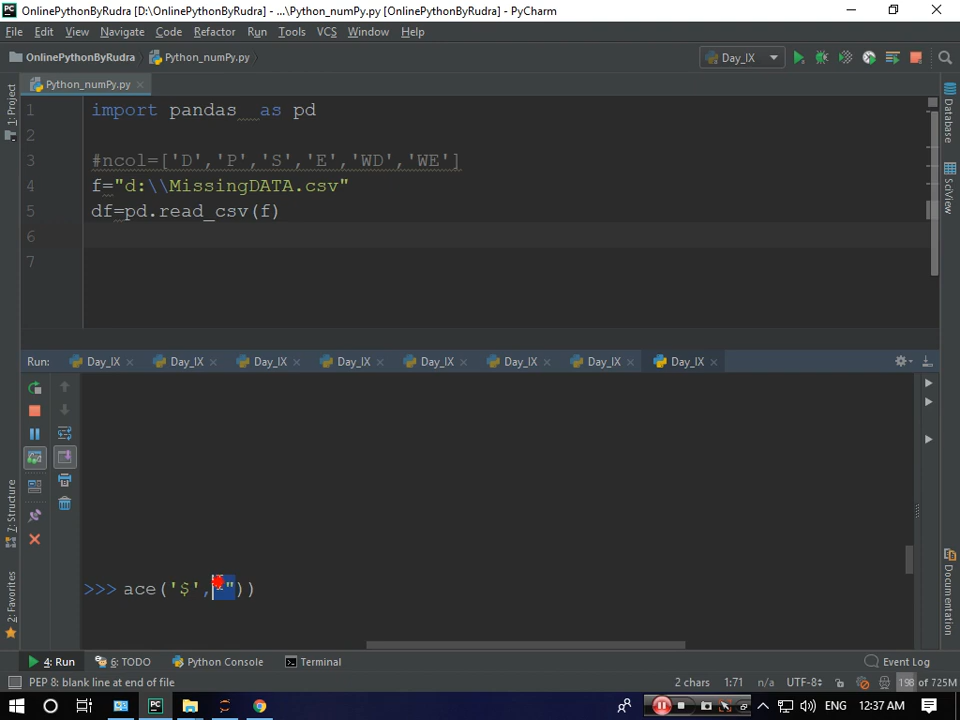 OnlinePythonByRudra [D:\OnlinePythonByRudra] - ...\Python_numPy.py [OnlinePythonByRudra] - PyCharm
File Edit View Navigate Code Refactor Run Tools VCS Window Help
OnlinePythonByRudra Python_numPy.py Day_IX
Python_numPy.py
1: Project
Database
SciView
1 import pandas as pd
2
3 #ncol=['D','P','S','E','WD','WE']
4 f="d:\\MissingDATA.csv"
5 df=pd.read_csv(f)
6
7
Run: Day_IX Day_IX Day_IX Day_IX Day_IX Day_IX Day_IX Day_IX
7: Structure
2: Favorites
Documentation
>>> ace('$',""))
4: Run 6: TODO Python Console Terminal Event Log
PEP 8: blank line at end of file 2 chars 1:71 n/a UTF-8 198 of 725M
ENG 12:37 AM